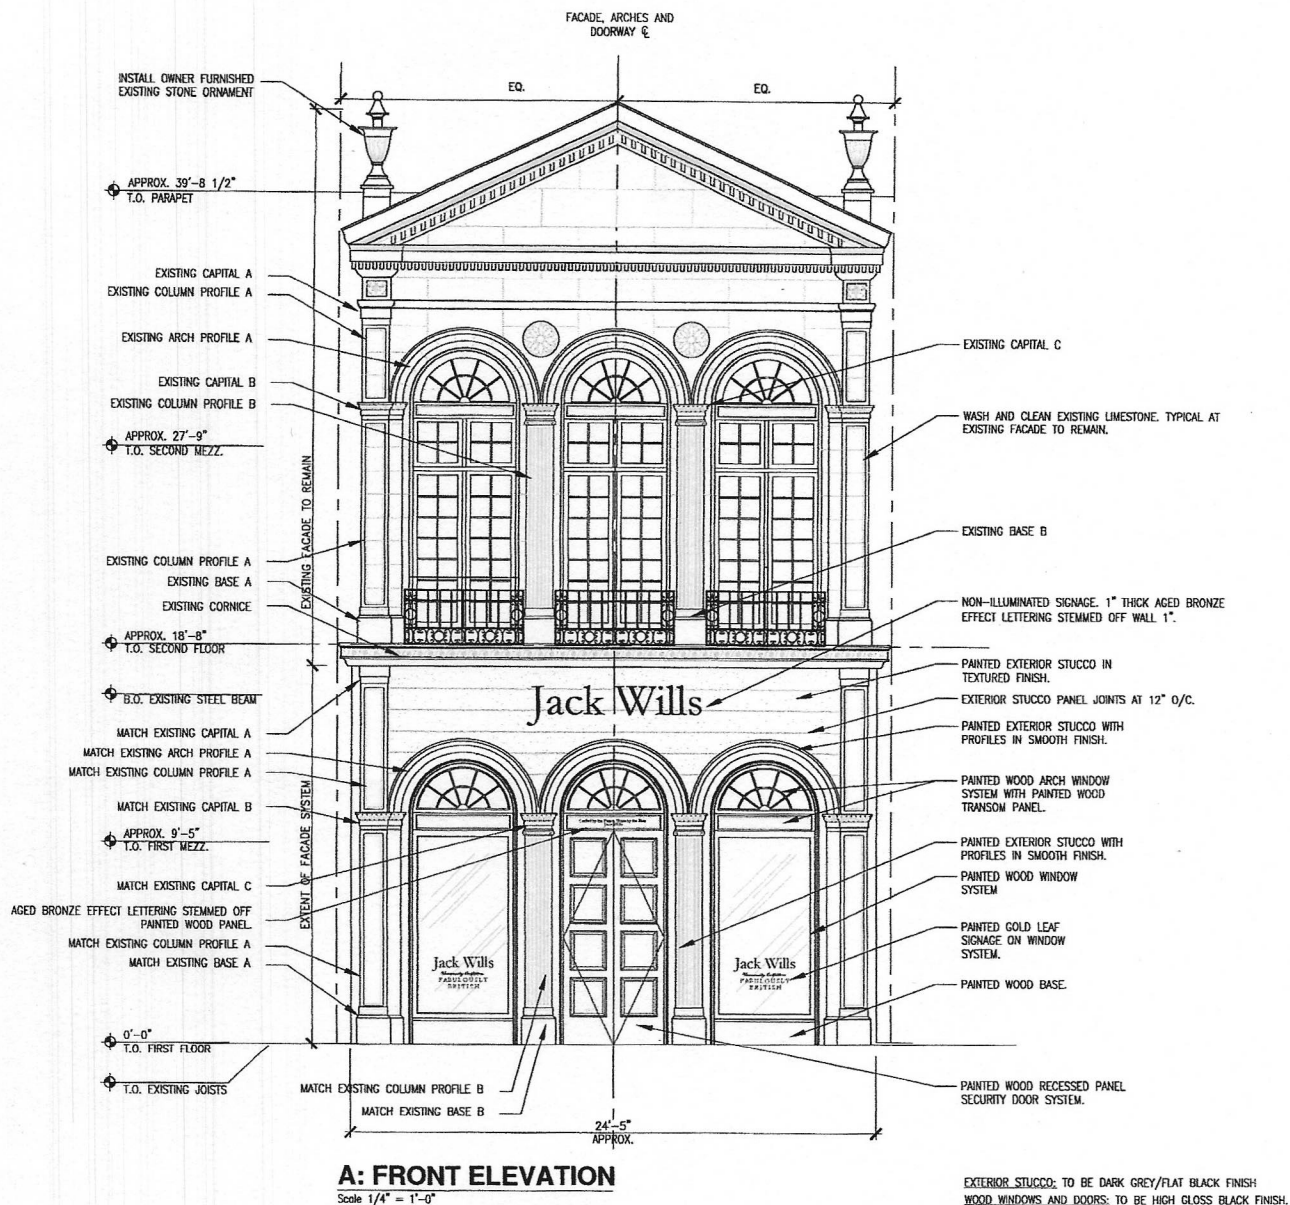 FACADE, ARCHES AND
DOORWAY ℄
EQ.
EQ.
INSTALL OWNER FURNISHED
EXISTING STONE ORNAMENT
APPROX. 39'-8 1/2"
T.O. PARAPET
EXISTING CAPITAL A
EXISTING COLUMN PROFILE A
EXISTING ARCH PROFILE A
EXISTING CAPITAL B
EXISTING COLUMN PROFILE B
APPROX. 27'-9"
T.O. SECOND MEZZ.
EXISTING FACADE TO REMAIN
EXISTING COLUMN PROFILE A
EXISTING BASE A
EXISTING CORNICE
APPROX. 18'-8"
T.O. SECOND FLOOR
B.O. EXISTING STEEL BEAM
MATCH EXISTING CAPITAL A
MATCH EXISTING ARCH PROFILE A
MATCH EXISTING COLUMN PROFILE A
MATCH EXISTING CAPITAL B
APPROX. 9'-5"
T.O. FIRST MEZZ.
EXTENT OF FACADE SYSTEM
MATCH EXISTING CAPITAL C
AGED BRONZE EFFECT LETTERING STEMMED OFF
PAINTED WOOD PANEL.
MATCH EXISTING COLUMN PROFILE A
MATCH EXISTING BASE A
0'-0"
T.O. FIRST FLOOR
T.O. EXISTING JOISTS
MATCH EXISTING COLUMN PROFILE B
MATCH EXISTING BASE B
Jack Wills
Jack Wills
FABULOUSLY
BRITISH
Jack Wills
FABULOUSLY
BRITISH
EXISTING CAPITAL C
WASH AND CLEAN EXISTING LIMESTONE. TYPICAL AT
EXISTING FACADE TO REMAIN.
EXISTING BASE B
NON-ILLUMINATED SIGNAGE. 1" THICK AGED BRONZE
EFFECT LETTERING STEMMED OFF WALL 1".
PAINTED EXTERIOR STUCCO IN
TEXTURED FINISH.
EXTERIOR STUCCO PANEL JOINTS AT 12" O/C.
PAINTED EXTERIOR STUCCO WITH
PROFILES IN SMOOTH FINISH.
PAINTED WOOD ARCH WINDOW
SYSTEM WITH PAINTED WOOD
TRANSOM PANEL.
PAINTED EXTERIOR STUCCO WITH
PROFILES IN SMOOTH FINISH.
PAINTED WOOD WINDOW
SYSTEM
PAINTED GOLD LEAF
SIGNAGE ON WINDOW
SYSTEM.
PAINTED WOOD BASE.
PAINTED WOOD RECESSED PANEL
SECURITY DOOR SYSTEM.
24'-5"
APPROX.
A: FRONT ELEVATION
Scale 1/4" = 1'-0"
EXTERIOR STUCCO: TO BE DARK GREY/FLAT BLACK FINISH
WOOD WINDOWS AND DOORS: TO BE HIGH GLOSS BLACK FINISH.